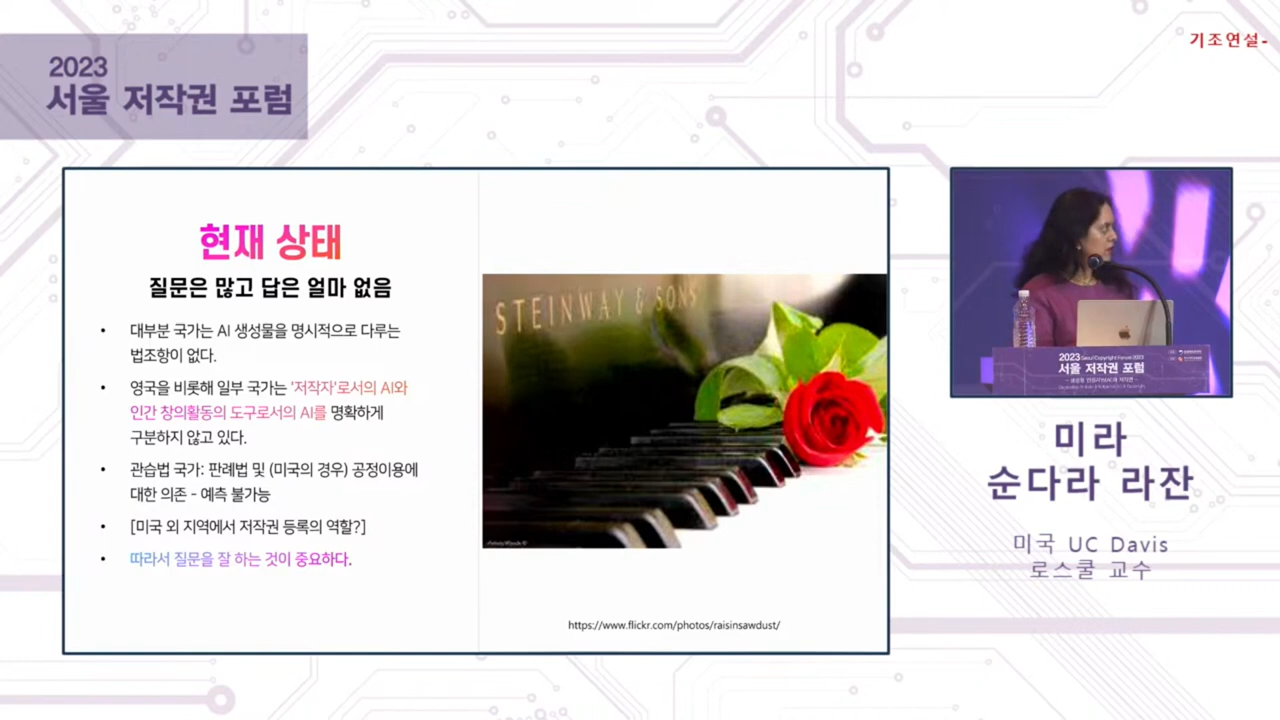 기조연설-
2023
서울 저작권 포럼
현재 상태
질문은 많고 답은 얼마 없음
• 대부분 국가는 AI 생성물을 명시적으로 다루는
법조항이 없다.
• 영국을 비롯해 일부 국가는 '저작자'로서의 AI와
인간 창의활동의 도구로서의 AI를 명확하게
구분하지 않고 있다.
• 관습법 국가: 판례법 및 (미국의 경우) 공정이용에
대한 의존 - 예측 불가능
• [미국 외 지역에서 저작권 등록의 역할?]
• 따라서 질문을 잘 하는 것이 중요하다.
STEINWAY & SONS
https://www.flickr.com/photos/raisinsawdust/
2023 Seoul Copyright Forum 2023
서울 저작권 포럼
미라
순다라 라잔
미국 UC Davis
로스쿨 교수